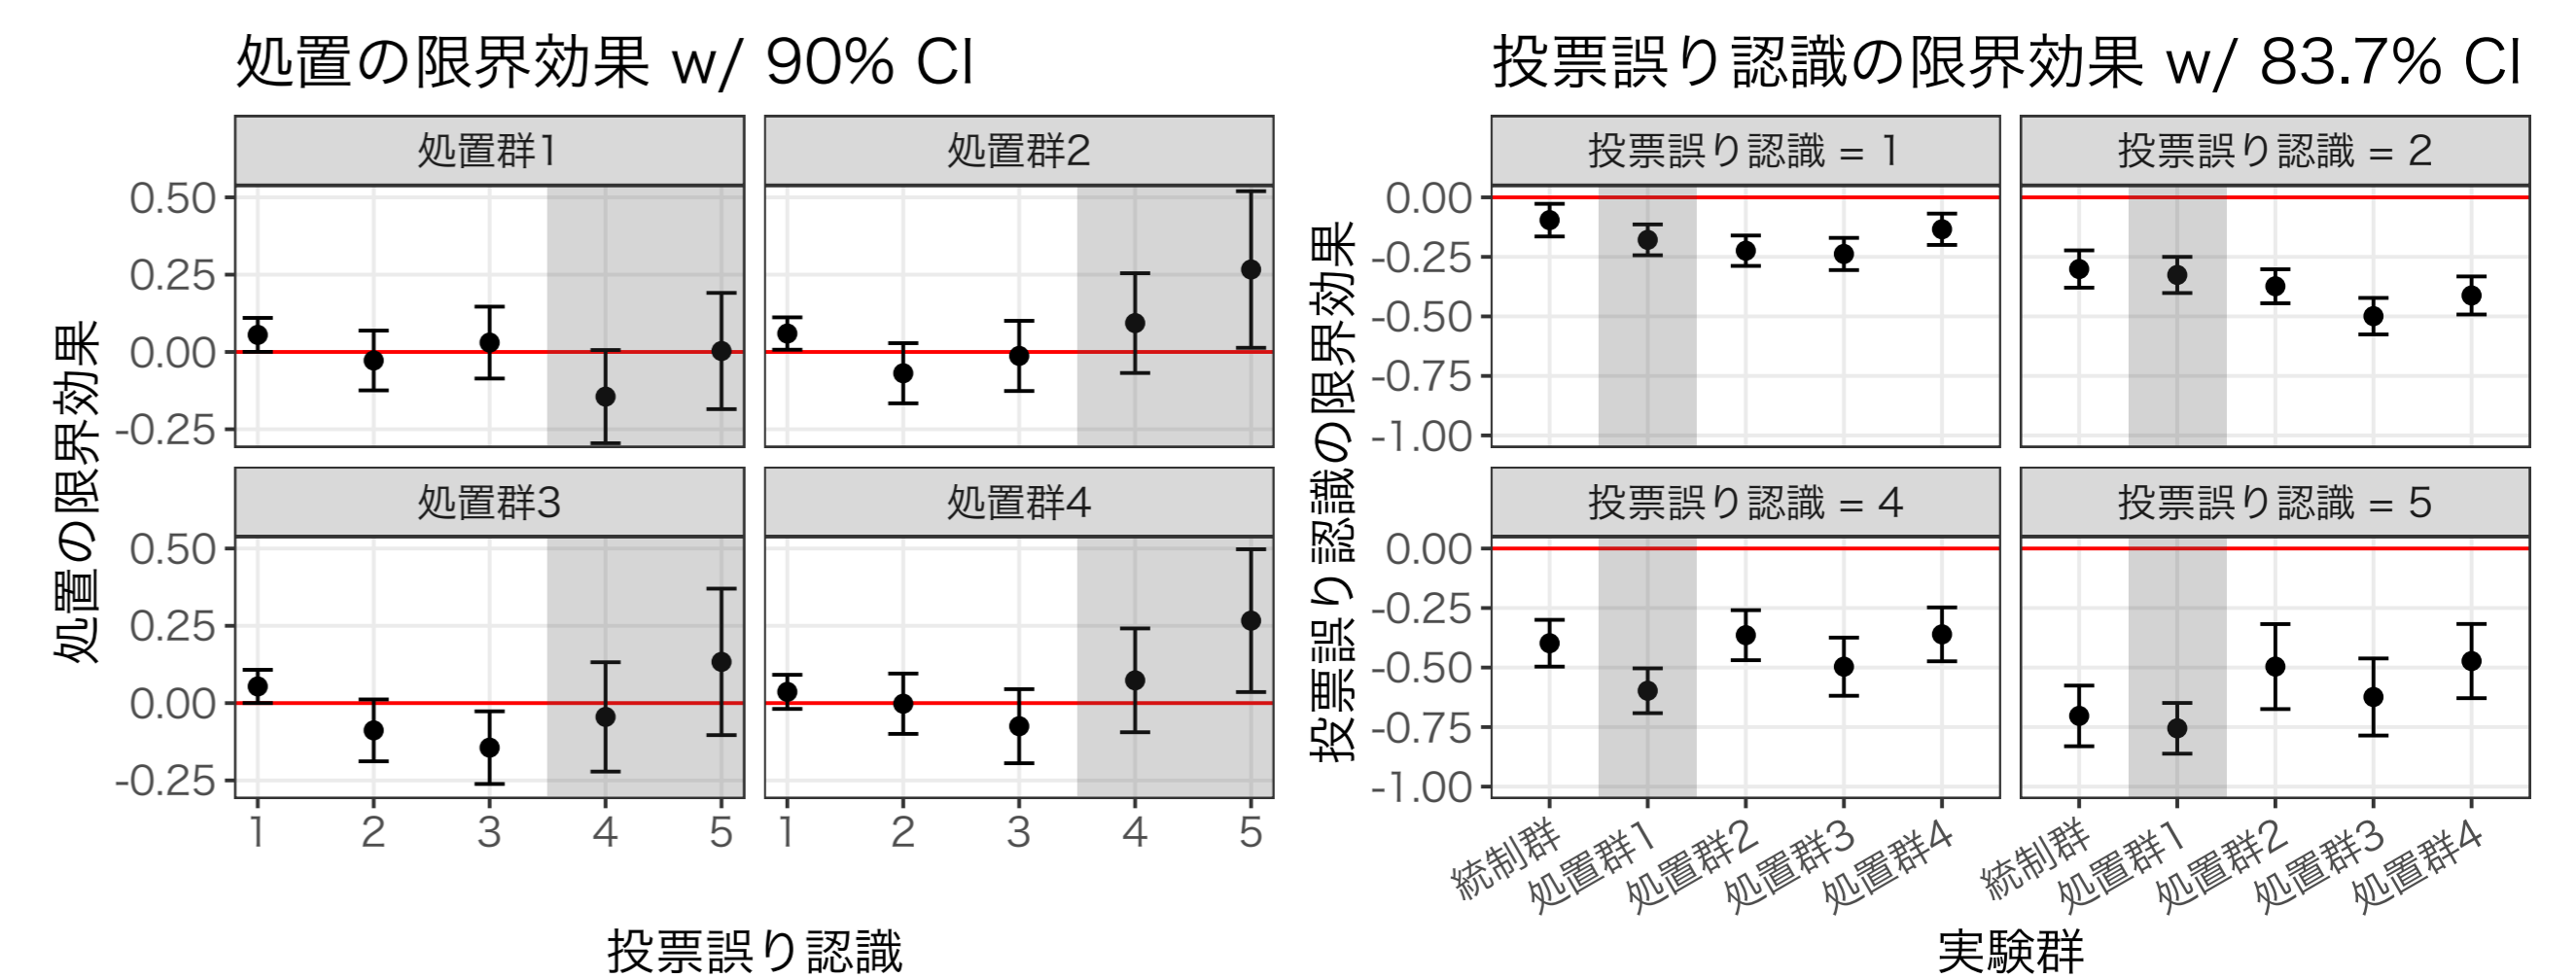 処置の限界効果 w/ 90% CI
処置群1
処置群2
0.50
0.25
0.00
-0.25
処置群3
処置群4
0.50
0.25
0.00
-0.25
処置の限界効果
1 2 3 4 5
1 2 3 4 5
投票誤り認識
投票誤り認識の限界効果 w/ 83.7% CI
投票誤り認識 = 1
投票誤り認識 = 2
0.00
-0.25
-0.50
-0.75
-1.00
投票誤り認識 = 4
投票誤り認識 = 5
0.00
-0.25
-0.50
-0.75
-1.00
投票誤り認識の限界効果
統制群 処置群1 処置群2 処置群3 処置群4
統制群 処置群1 処置群2 処置群3 処置群4
実験群